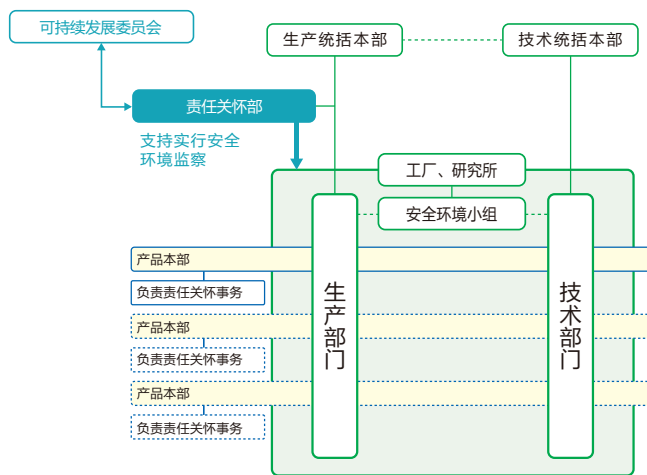 可持续发展委员会
生产统括本部
技术统括本部
责任关怀部
支持实行安全
环境监察
工厂、研究所
安全环境小组
产品本部
负责责任关怀事务
产品本部
负责责任关怀事务
产品本部
负责责任关怀事务
生产部门
技术部门